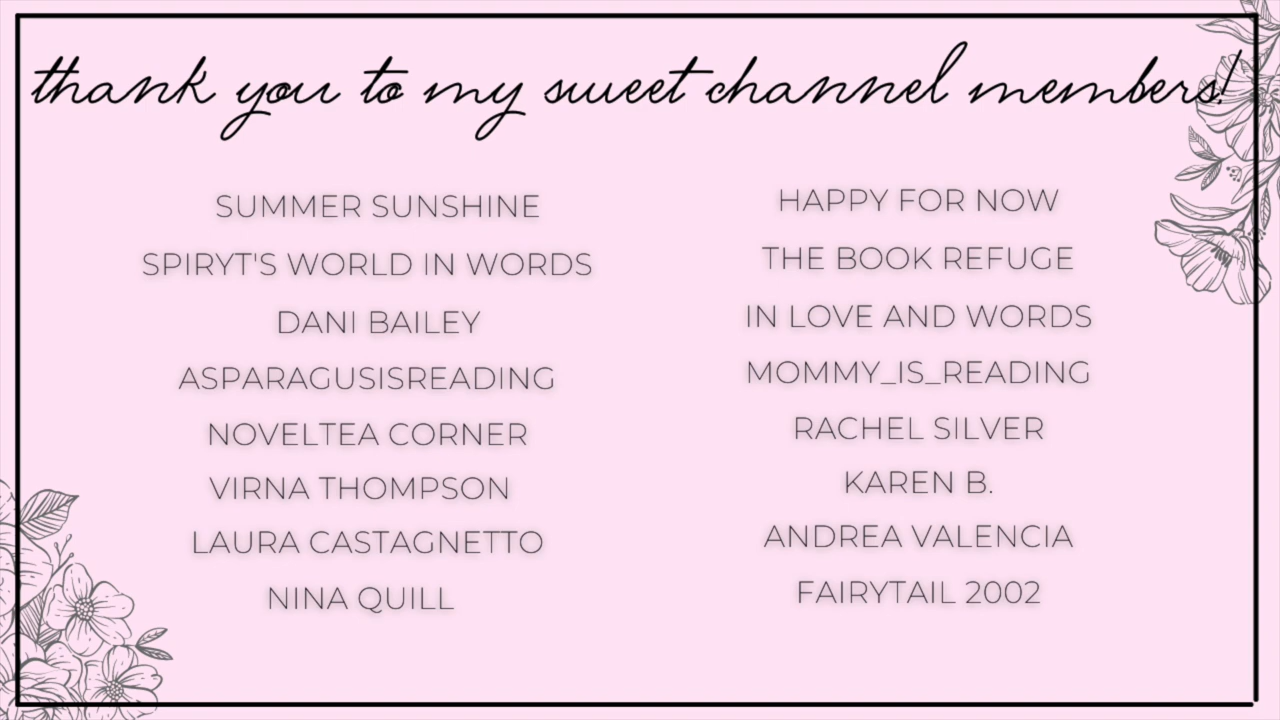 thank you to my sweet channel members!
SUMMER SUNSHINE
SPIRYT'S WORLD IN WORDS
DANI BAILEY
ASPARAGUSISREADING
NOVELTEA CORNER
VIRNA THOMPSON
LAURA CASTAGNETTO
NINA QUILL
HAPPY FOR NOW
THE BOOK REFUGE
IN LOVE AND WORDS
MOMMY_IS_READING
RACHEL SILVER
KAREN B.
ANDREA VALENCIA
FAIRYTAIL 2002